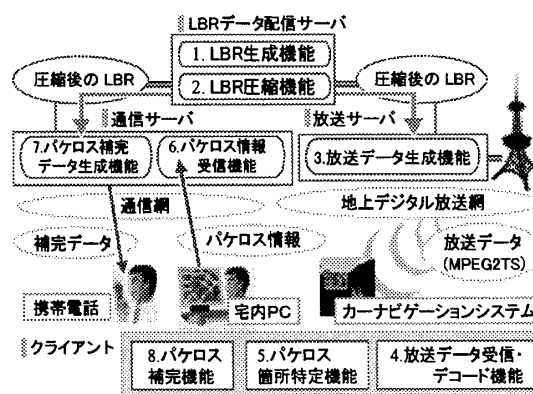 LBRデータ配信サーバ
1. LBR生成機能
2. LBR圧縮機能
圧縮後の LBR
圧縮後の LBR
通信サーバ
放送サーバ
7.パケロス補完
データ生成機能
6.パケロス情報
受信機能
3.放送データ生成機能
通信網
地上デジタル放送網
補完データ
パケロス情報
放送データ
(MPEG2TS)
携帯電話
宅内PC
カーナビゲーションシステム
クライアント
8.パケロス
補完機能
5.パケロス
箇所特定機能
4.放送データ受信・
デコード機能